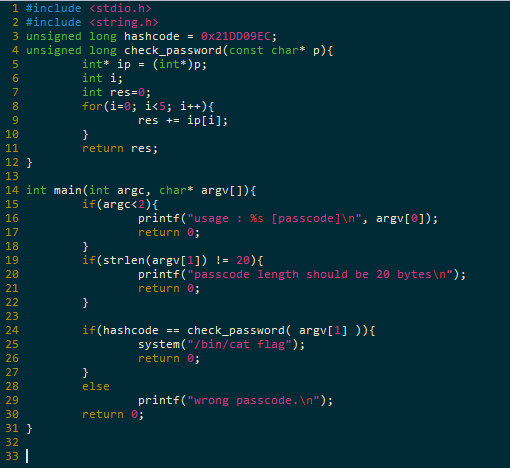 1 #include <stdio.h>
2 #include <string.h>
3 unsigned long hashcode = 0x21DD09EC;
4 unsigned long check_password(const char* p){
5         int* ip = (int*)p;
6         int i;
7         int res=0;
8         for(i=0; i<5; i++){
9                 res += ip[i];
10         }
11         return res;
12 }
13
14 int main(int argc, char* argv[]){
15         if(argc<2){
16                 printf("usage : %s [passcode]\n", argv[0]);
17                 return 0;
18         }
19         if(strlen(argv[1]) != 20){
20                 printf("passcode length should be 20 bytes\n");
21                 return 0;
22         }
23
24         if(hashcode == check_password( argv[1] )){
25                 system("/bin/cat flag");
26                 return 0;
27         }
28         else
29                 printf("wrong passcode.\n");
30         return 0;
31 }
32
33